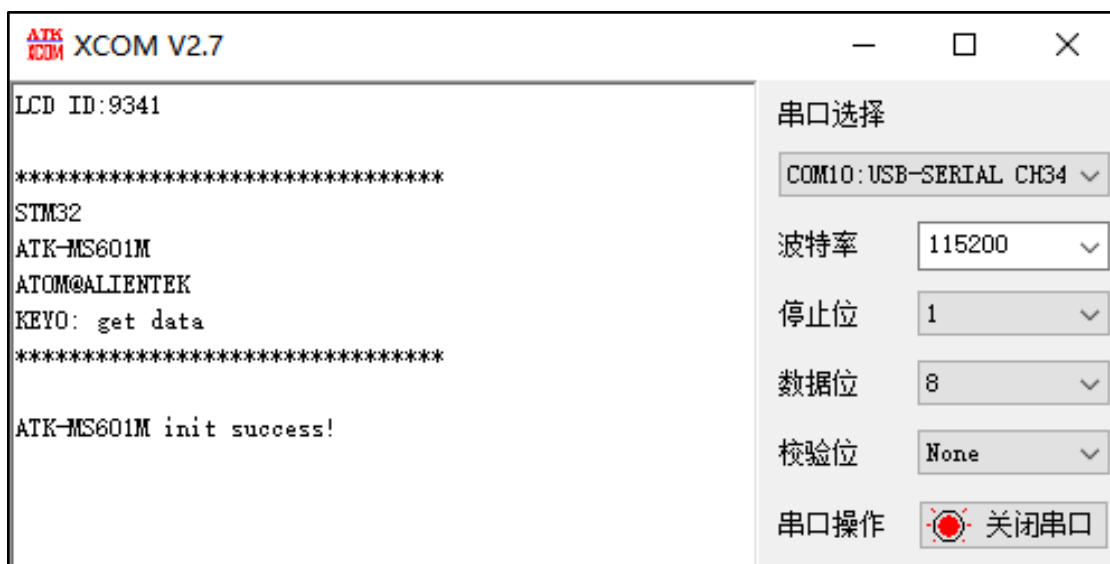 ATK XCOM XCOM V2.7
LCD ID:9341
********************************
STM32
ATK-MS601M
ATOM@ALIENTEK
KEY0: get data
********************************
ATK-MS601M init success!
串口选择
COM10:USB-SERIAL CH34
波特率 115200
停止位 1
数据位 8
校验位 None
串口操作 关闭串口